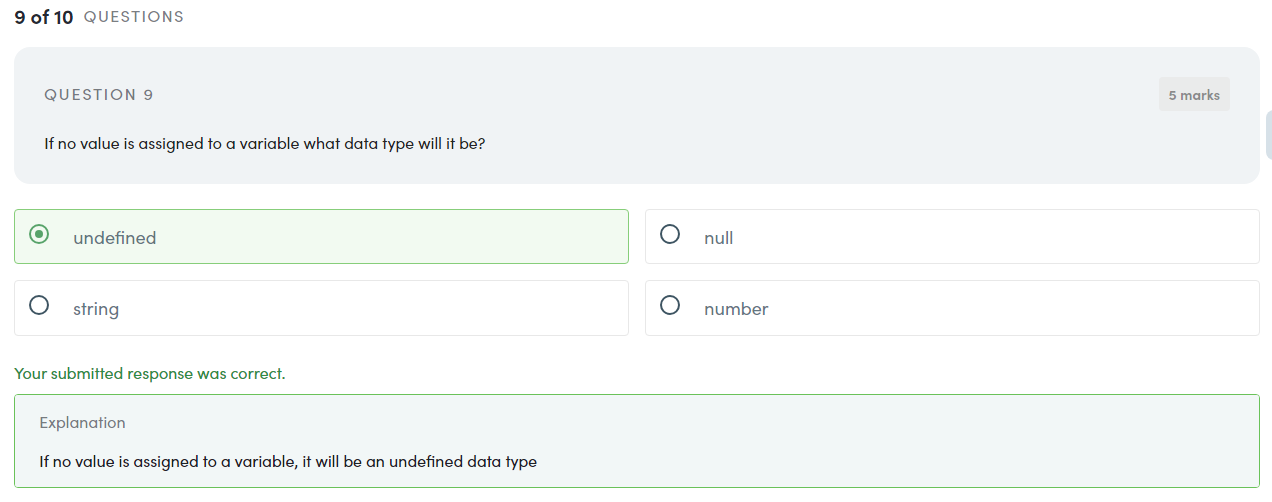 9 of 10 QUESTIONS
QUESTION 9
5 marks
If no value is assigned to a variable what data type will it be?
undefined
null
string
number
Your submitted response was correct.
Explanation
If no value is assigned to a variable, it will be an undefined data type